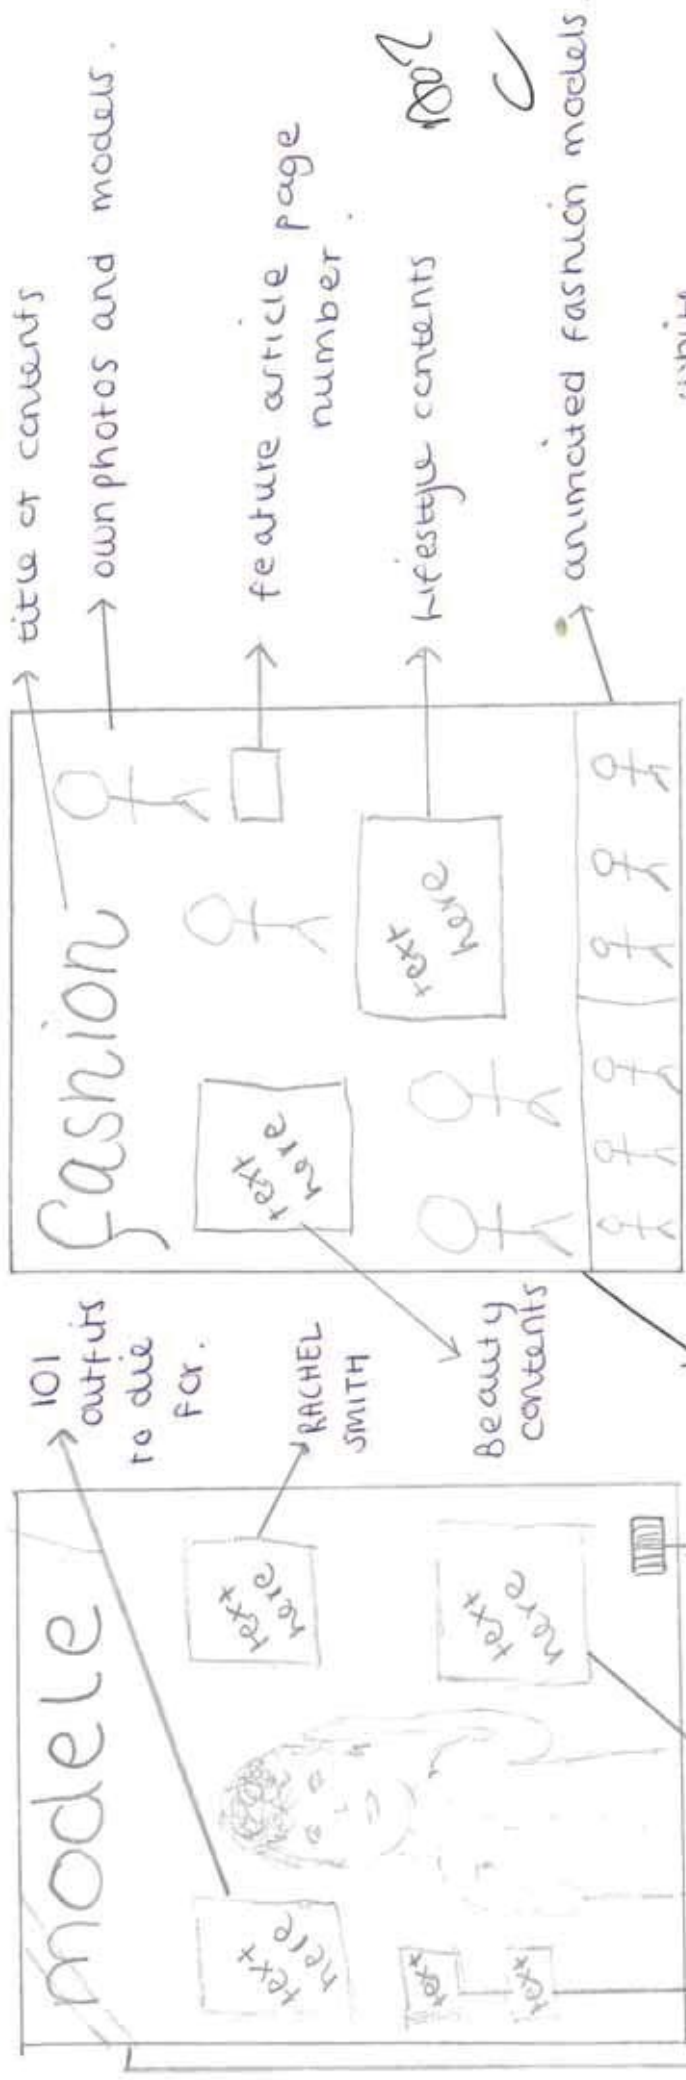 modele
text
here
text
here
text
text
text
here
101
outfits
to die
for.
RACHEL
SMITH
Beauty
contents
fashion
text
here
text
here
title of contents
own photos and models.
feature article page
number.
Lifestyle contents
animated fashion models